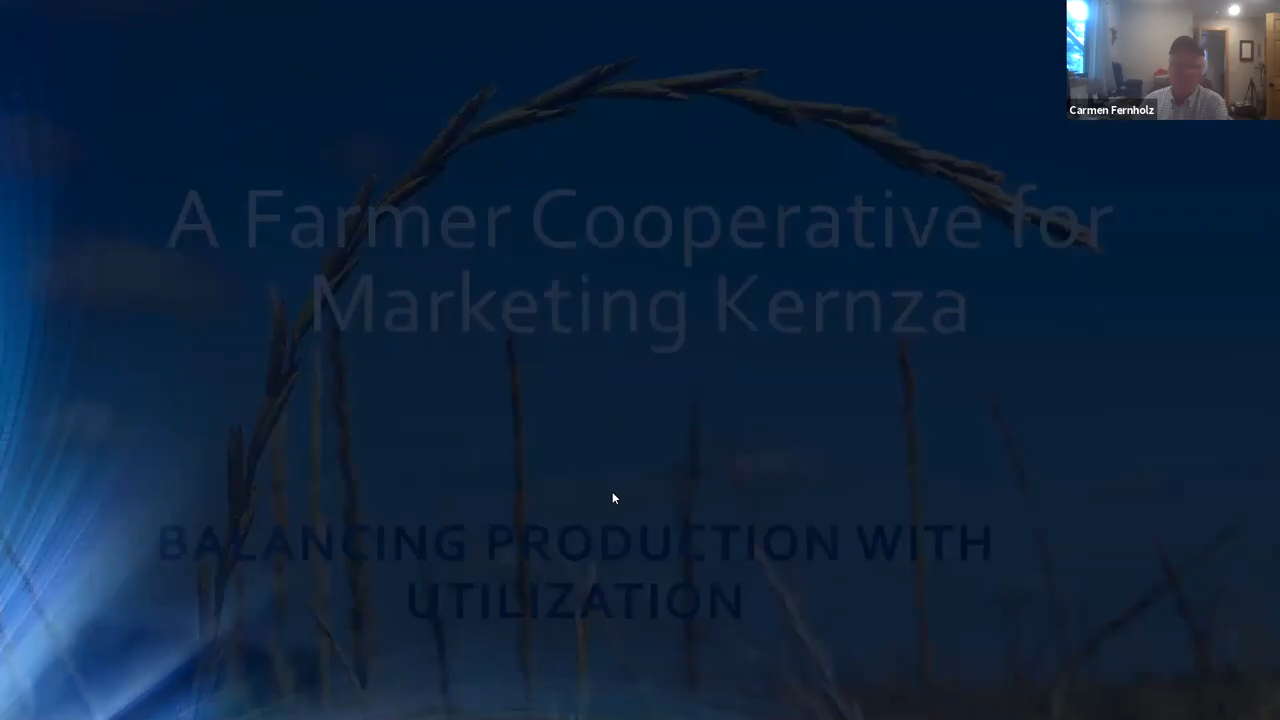 Carmen Fernholz
A Farmer Cooperative for
Marketing Kernza
BALANCING PRODUCTION WITH
UTILIZATION